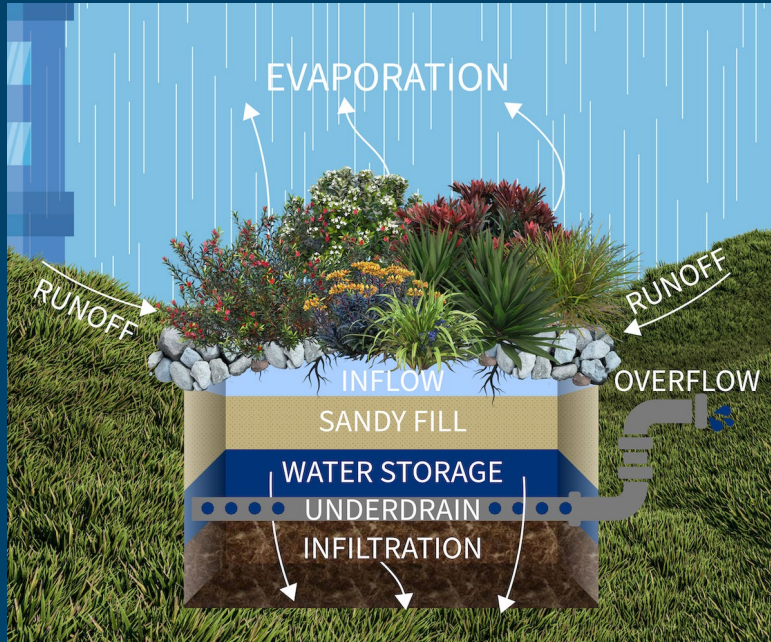 EVAPORATION
RUNOFF
RUNOFF
INFLOW
OVERFLOW
SANDY FILL
WATER STORAGE
UNDERDRAIN
INFILTRATION